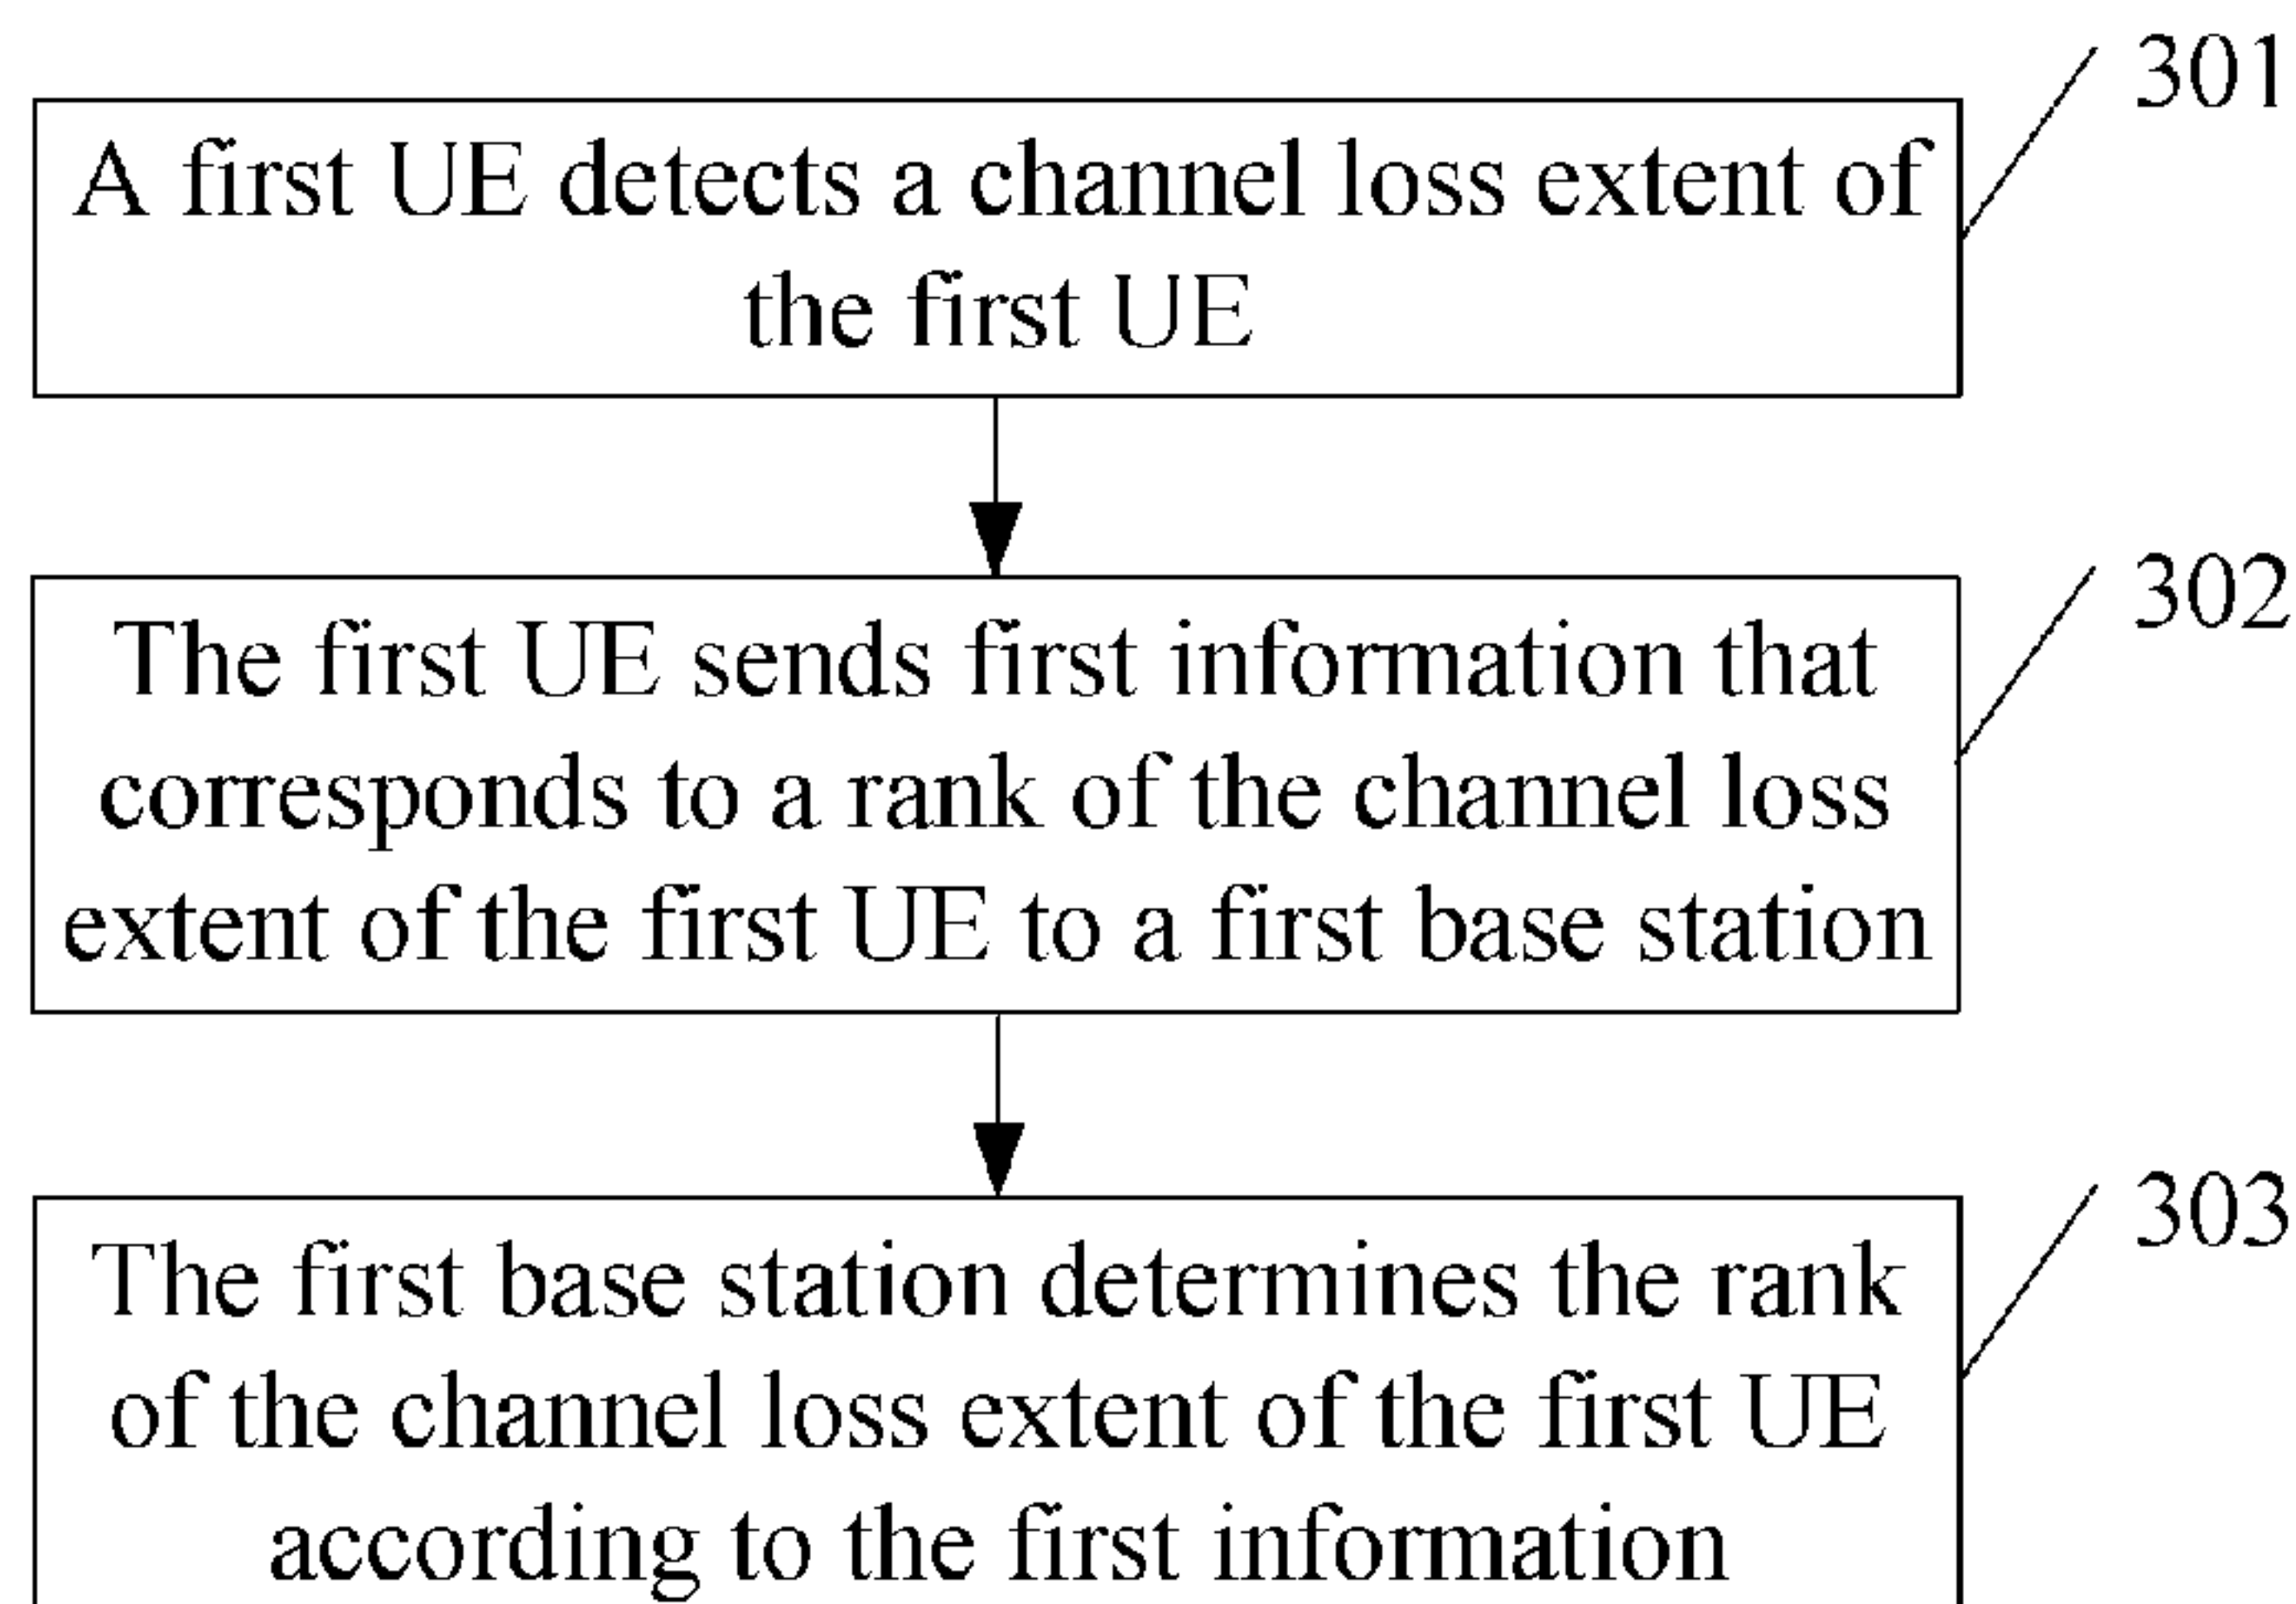 301
A first UE detects a channel loss extent of
the first UE
302
The first UE sends first information that
corresponds to a rank of the channel loss
extent of the first UE to a first base station
303
The first base station determines the rank
of the channel loss extent of the first UE
according to the first information